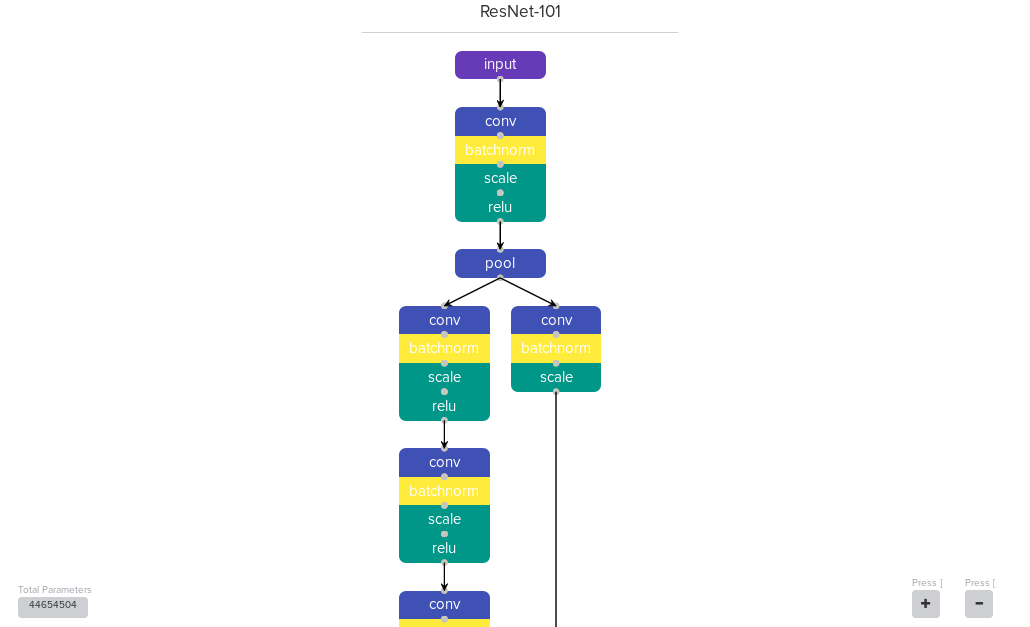 ResNet-101
input
conv
batchnorm
scale
relu
pool
conv
batchnorm
scale
relu
conv
batchnorm
scale
conv
batchnorm
scale
relu
conv
Total Parameters
44654504
Press ]
+
Press [
-